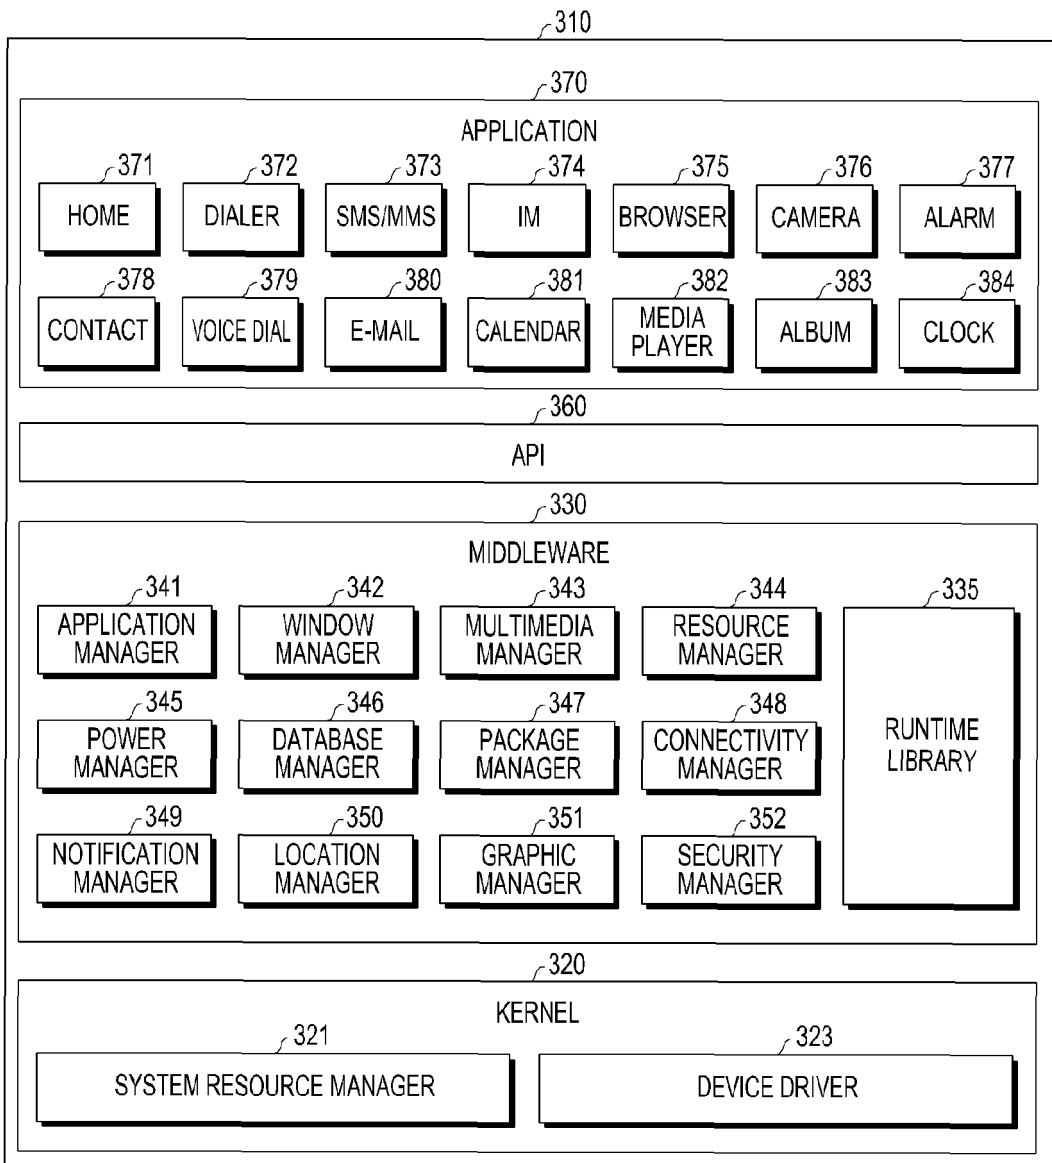 310
370
APPLICATION
371 372 373 374 375 376 377
HOME DIALER SMS/MMS IM BROWSER CAMERA ALARM
378 379 380 381 382 383 384
CONTACT VOICE DIAL E-MAIL CALENDAR MEDIA PLAYER ALBUM CLOCK
360
API
330
MIDDLEWARE
341 342 343 344 335
APPLICATION MANAGER WINDOW MANAGER MULTIMEDIA MANAGER RESOURCE MANAGER
345 346 347 348
POWER MANAGER DATABASE MANAGER PACKAGE MANAGER CONNECTIVITY MANAGER RUNTIME LIBRARY
349 350 351 352
NOTIFICATION MANAGER LOCATION MANAGER GRAPHIC MANAGER SECURITY MANAGER
320
KERNEL
321 323
SYSTEM RESOURCE MANAGER DEVICE DRIVER